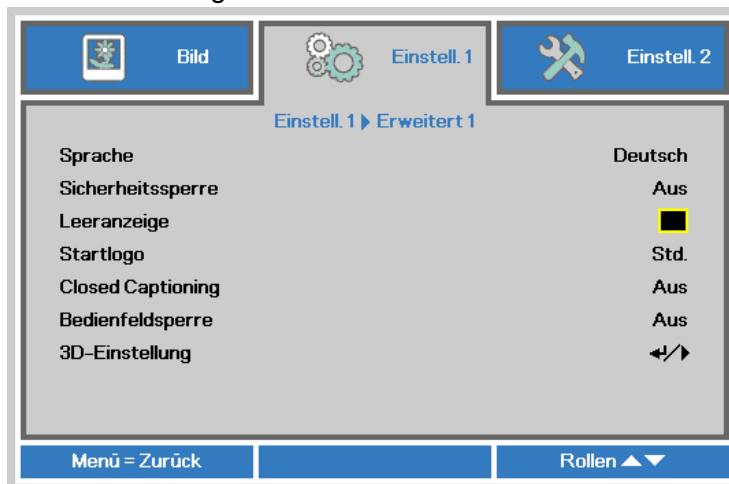 Bild
Einstell. 1
Einstell. 2
Einstell. 1 ▶ Erweitert 1
Sprache Deutsch
Sicherheitssperre Aus
Leeranzeige
Startlogo Std.
Closed Captioning Aus
Bedienfeldsperre Aus
3D-Einstellung ↵/▶
Menü = Zurück
Rollen ▲▼